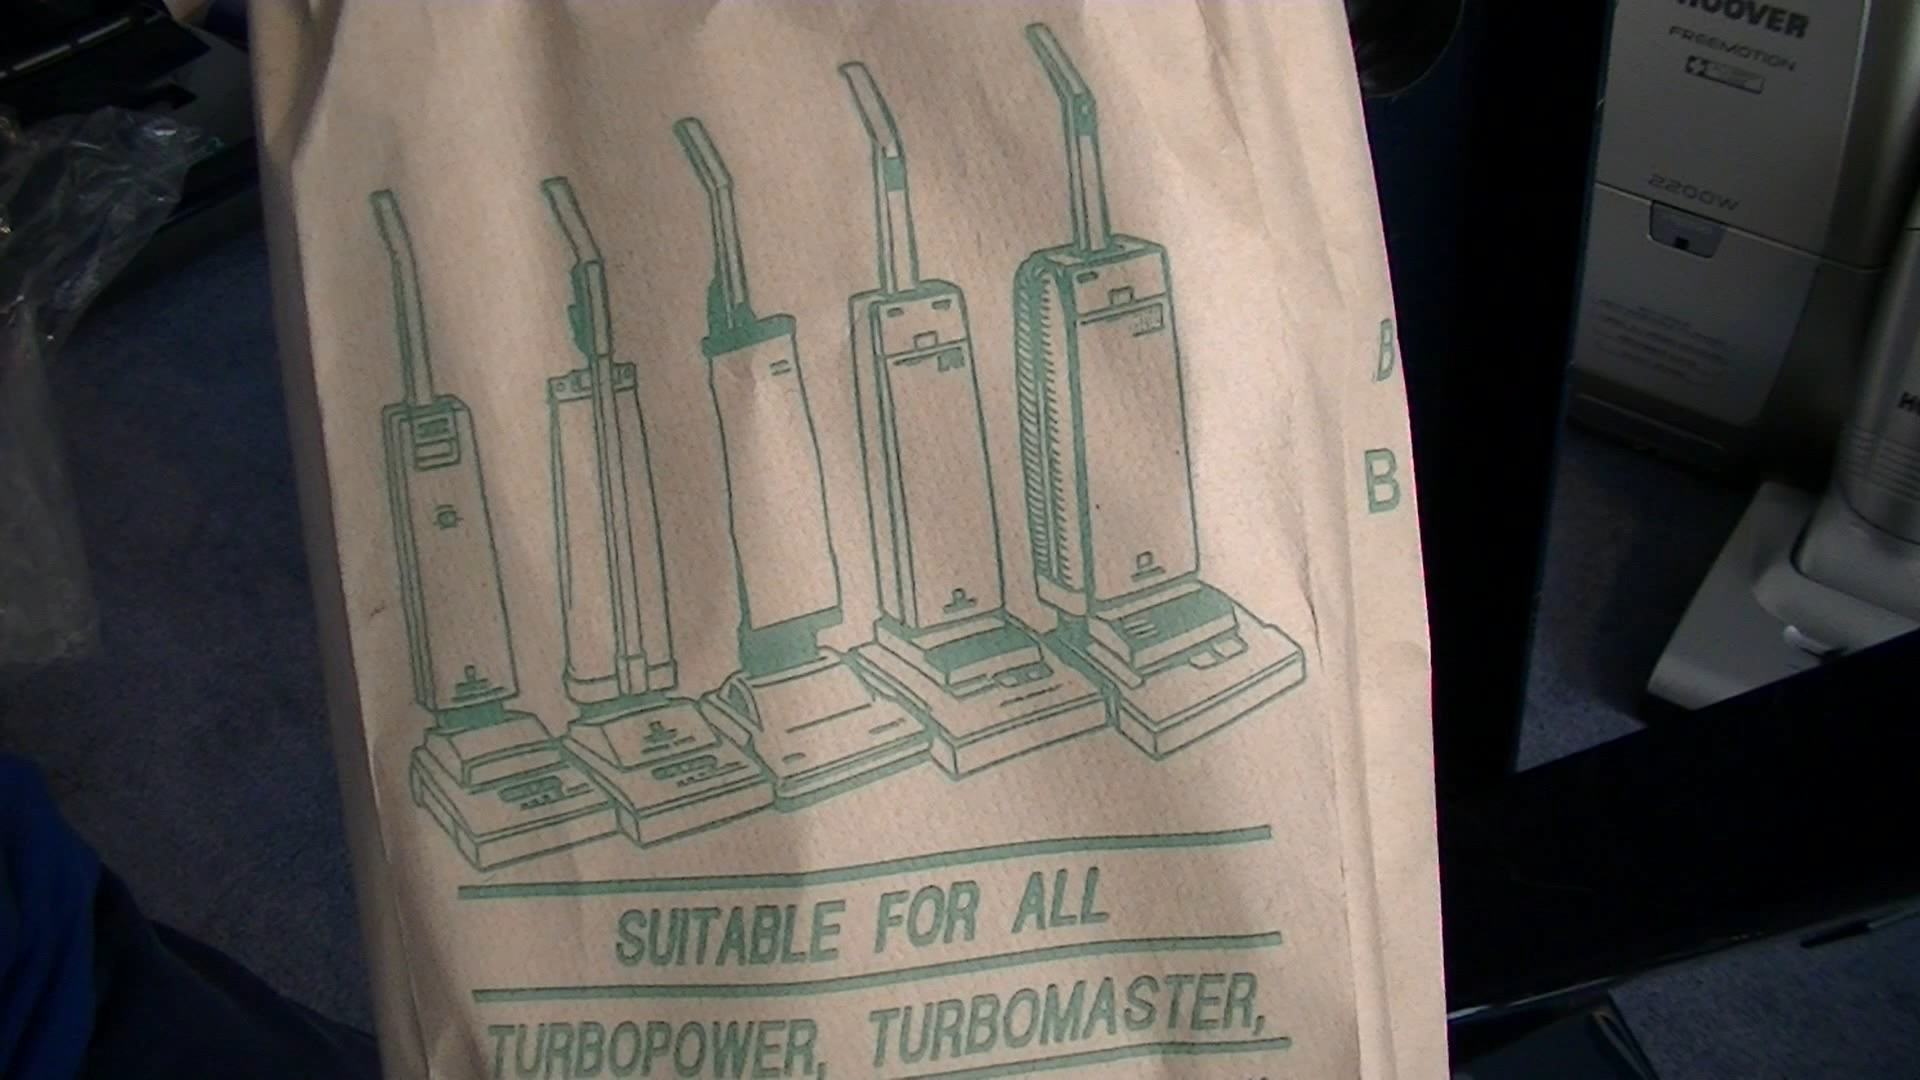 SUITABLE FOR ALL
TURBOPOWER, TURBOMASTER,
B
B
HOOVER
FREEMOTION
2200W